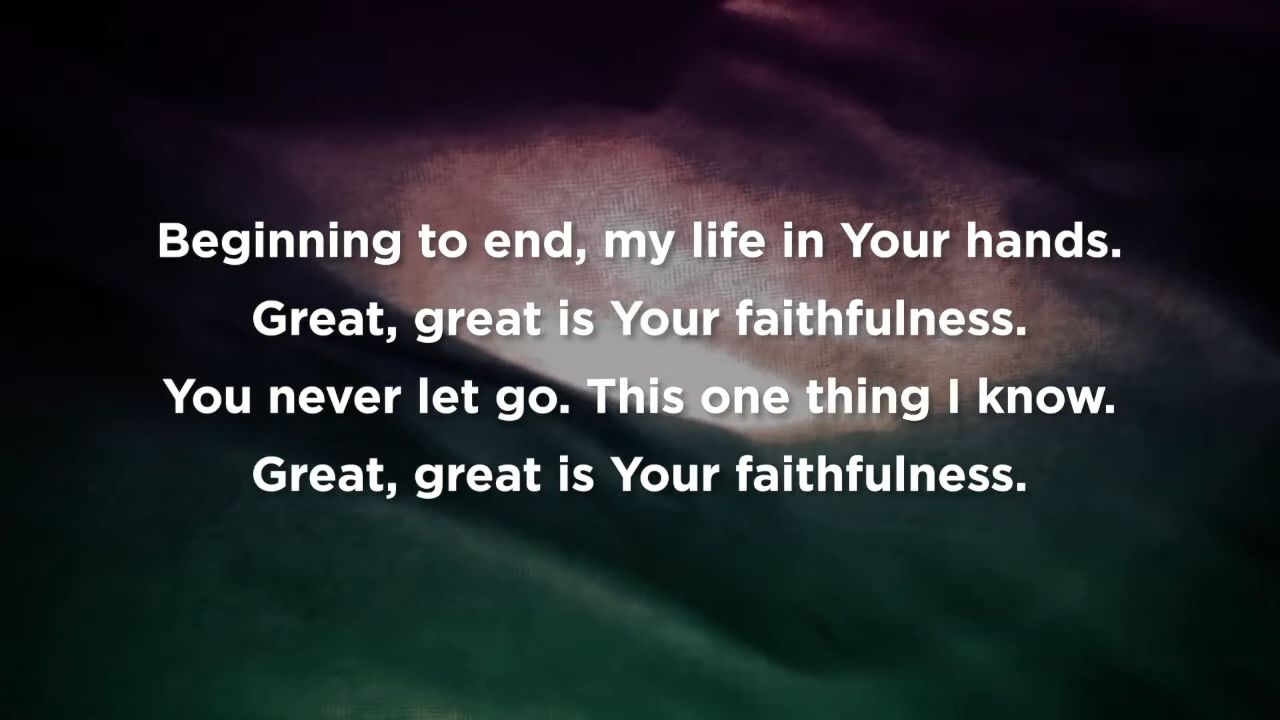 Beginning to end, my life in Your hands.
Great, great is Your faithfulness.
You never let go. This one thing I know.
Great, great is Your faithfulness.